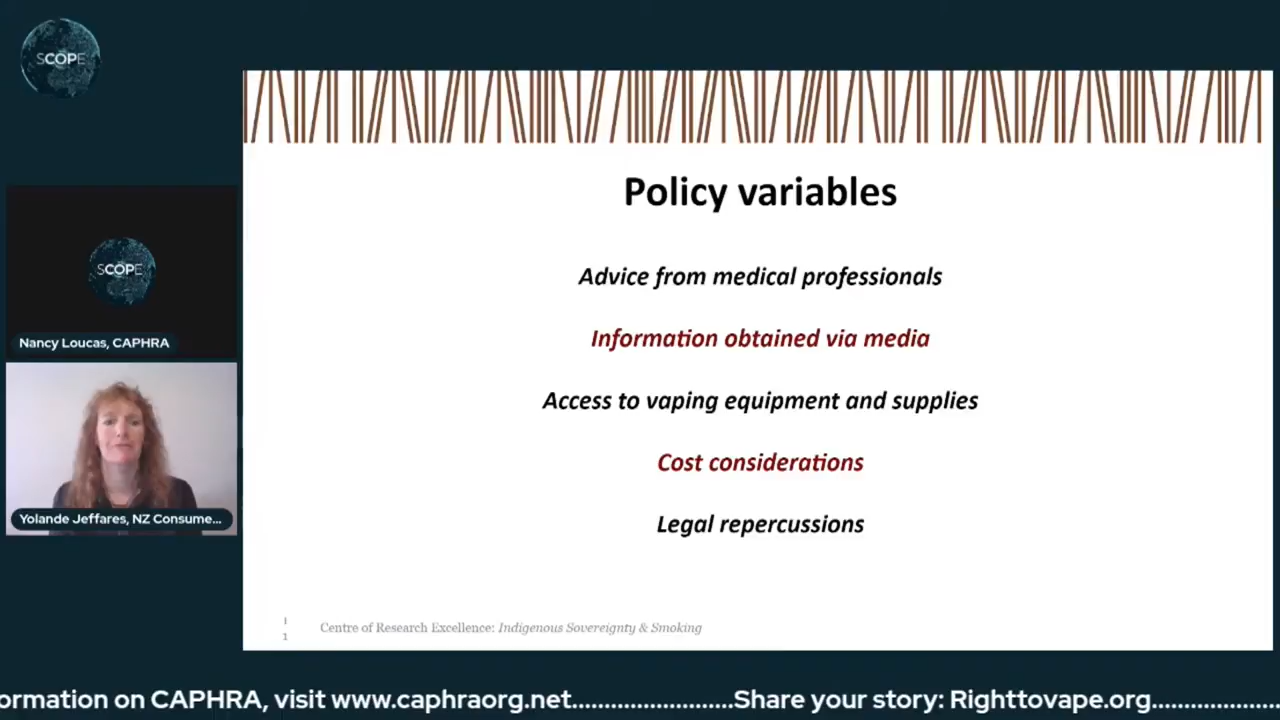 SCOPE
SCOPE
Nancy Loucas, CAPHRA
Yolande Jeffares, NZ Consume...
Policy variables
Advice from medical professionals
Information obtained via media
Access to vaping equipment and supplies
Cost considerations
Legal repercussions
1
1
Centre of Research Excellence: Indigenous Sovereignty & Smoking
ormation on CAPHRA, visit www.caphraorg.net........................Share your story: Righttovape.org...................